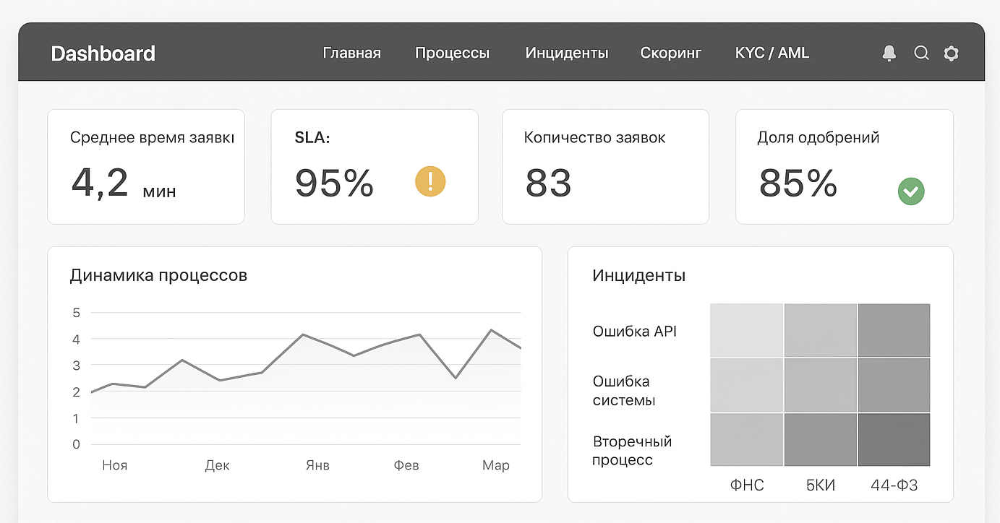 Dashboard
Главная Процессы Инциденты Скоринг KYC / AML
Среднее время заявкı
4,2 мин
SLA:
95%
!
Копичество заявок
83
Доля одобрений
85%
Динамика процессов
5
4
3
2
1
0
Ноя Дек Янв Фев Мар
Инциденты
Ошибка API
Ошибка
системы
Вторечный
процесс
ФНС 5КИ 44-ФЗ